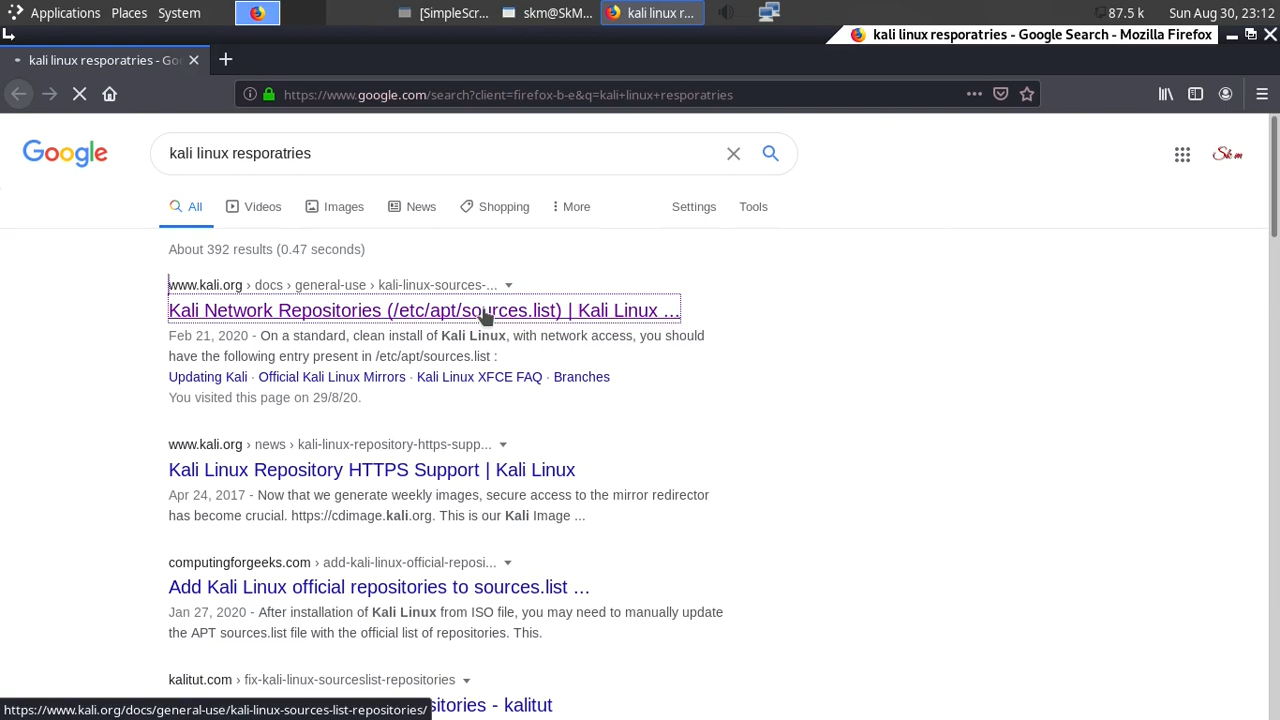 Applications Places System [SimpleScr... skm@SkM... kali linux r... 87.5 k Sun Aug 30, 23:12
kali linux resporatries - Google Search - Mozilla Firefox
kali linux resporatries - Goo
https://www.google.com/search?client=firefox-b-e&q=kali+linux+resporatries
Google kali linux resporatries Skm
All Videos Images News Shopping More Settings Tools
About 392 results (0.47 seconds)
www.kali.org › docs › general-use › kali-linux-sources-...
Kali Network Repositories (/etc/apt/sources.list) | Kali Linux ...
Feb 21, 2020 - On a standard, clean install of Kali Linux, with network access, you should
have the following entry present in /etc/apt/sources.list :
Updating Kali · Official Kali Linux Mirrors · Kali Linux XFCE FAQ · Branches
You visited this page on 29/8/20.
www.kali.org › news › kali-linux-repository-https-supp...
Kali Linux Repository HTTPS Support | Kali Linux
Apr 24, 2017 - Now that we generate weekly images, secure access to the mirror redirector
has become crucial. https://cdimage.kali.org. This is our Kali Image ...
computingforgeeks.com › add-kali-linux-official-reposi...
Add Kali Linux official repositories to sources.list ...
Jan 27, 2020 - After installation of Kali Linux from ISO file, you may need to manually update
the APT sources.list file with the official list of repositories. This.
kalitut.com › fix-kali-linux-sourceslist-repositories
sitories - kalitut
https://www.kali.org/docs/general-use/kali-linux-sources-list-repositories/